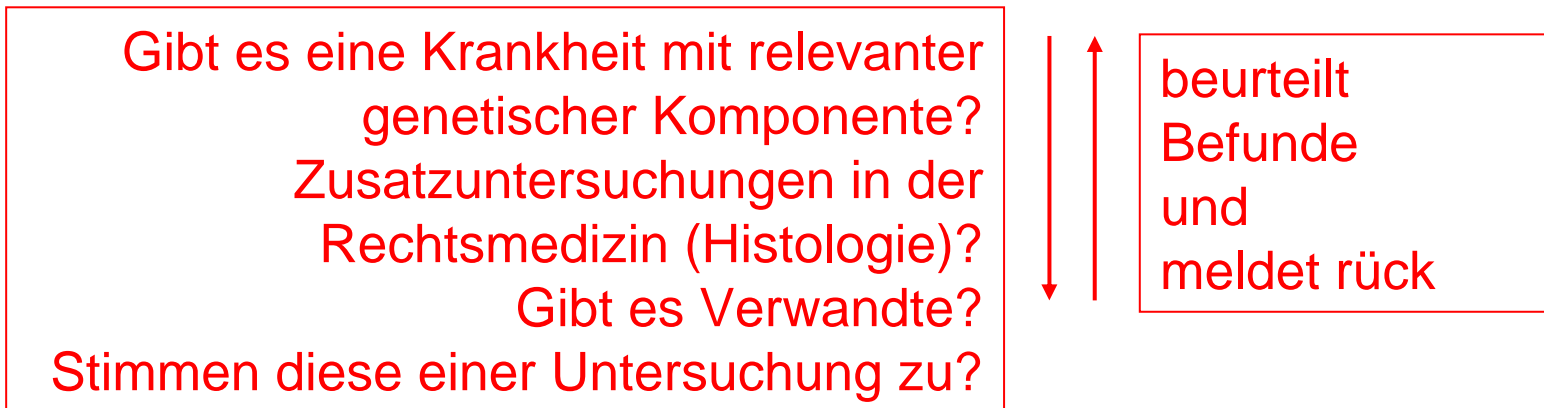 Gibt es eine Krankheit mit relevanter
genetischer Komponente?
Zusatzuntersuchungen in der
Rechtsmedizin (Histologie)?
Gibt es Verwandte?
Stimmen diese einer Untersuchung zu?
beurteilt
Befunde
und
meldet rück